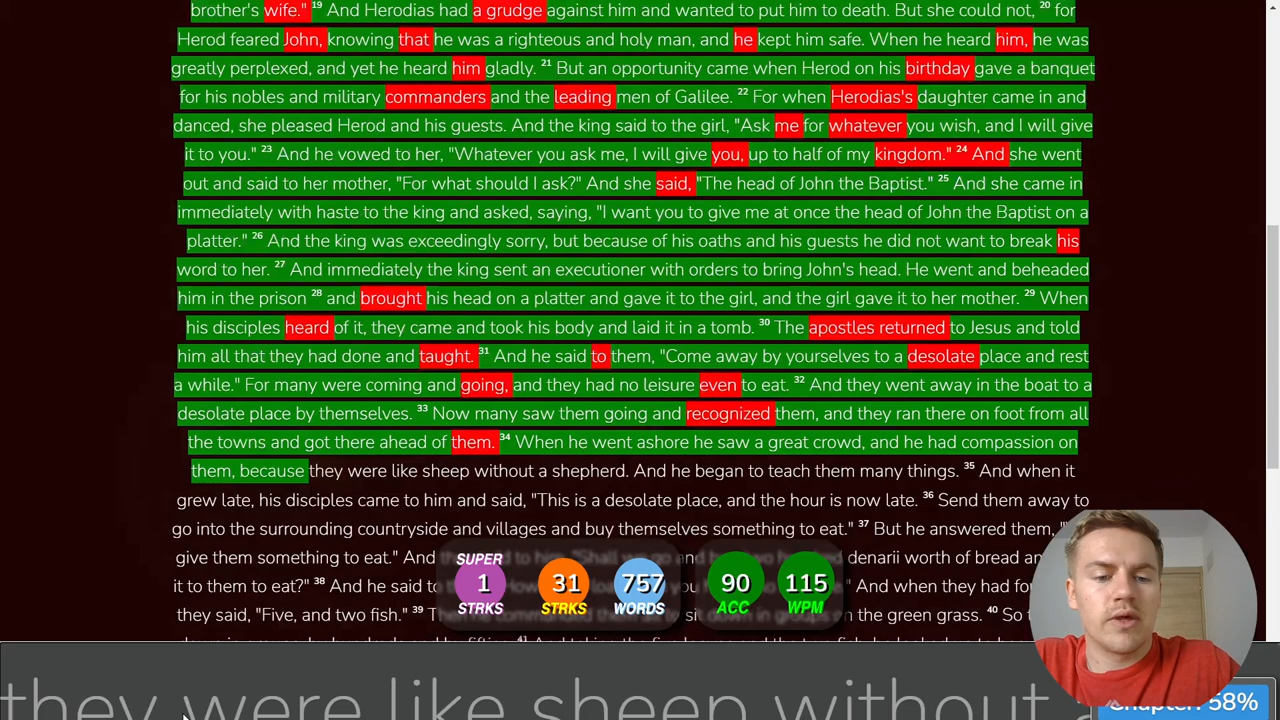 brother's wife." 19 And Herodias had a grudge against him and wanted to put him to death. But she could not, 20 for
Herod feared John, knowing that he was a righteous and holy man, and he kept him safe. When he heard him, he was
greatly perplexed, and yet he heard him gladly. 21 But an opportunity came when Herod on his birthday gave a banquet
for his nobles and military commanders and the leading men of Galilee. 22 For when Herodias's daughter came in and
danced, she pleased Herod and his guests. And the king said to the girl, "Ask me for whatever you wish, and I will give
it to you." 23 And he vowed to her, "Whatever you ask me, I will give you, up to half of my kingdom." 24 And she went
out and said to her mother, "For what should I ask?" And she said, "The head of John the Baptist." 25 And she came in
immediately with haste to the king and asked, saying, "I want you to give me at once the head of John the Baptist on a
platter." 26 And the king was exceedingly sorry, but because of his oaths and his guests he did not want to break his
word to her. 27 And immediately the king sent an executioner with orders to bring John's head. He went and beheaded
him in the prison 28 and brought his head on a platter and gave it to the girl, and the girl gave it to her mother. 29 When
his disciples heard of it, they came and took his body and laid it in a tomb. 30 The apostles returned to Jesus and told
him all that they had done and taught. 31 And he said to them, "Come away by yourselves to a desolate place and rest
a while." For many were coming and going, and they had no leisure even to eat. 32 And they went away in the boat to a
desolate place by themselves. 33 Now many saw them going and recognized them, and they ran there on foot from all
the towns and got there ahead of them. 34 When he went ashore he saw a great crowd, and he had compassion on
them, because they were like sheep without a shepherd. And he began to teach them many things. 35 And when it
grew late, his disciples came to him and said, "This is a desolate place, and the hour is now late. 36 Send them away to
go into the surrounding countryside and villages and buy themselves something to eat." 37 But he answered them,
give them something to eat." And denarii worth of bread
it to them to eat?" 38 And he said to And when they had
they said, "Five, and two fish." 39 on the green grass. 40 So
SUPER
1 31 757 90 115
STRKS STRKS WORDS ACC WPM
they were like sheep without
Chapter: 58%